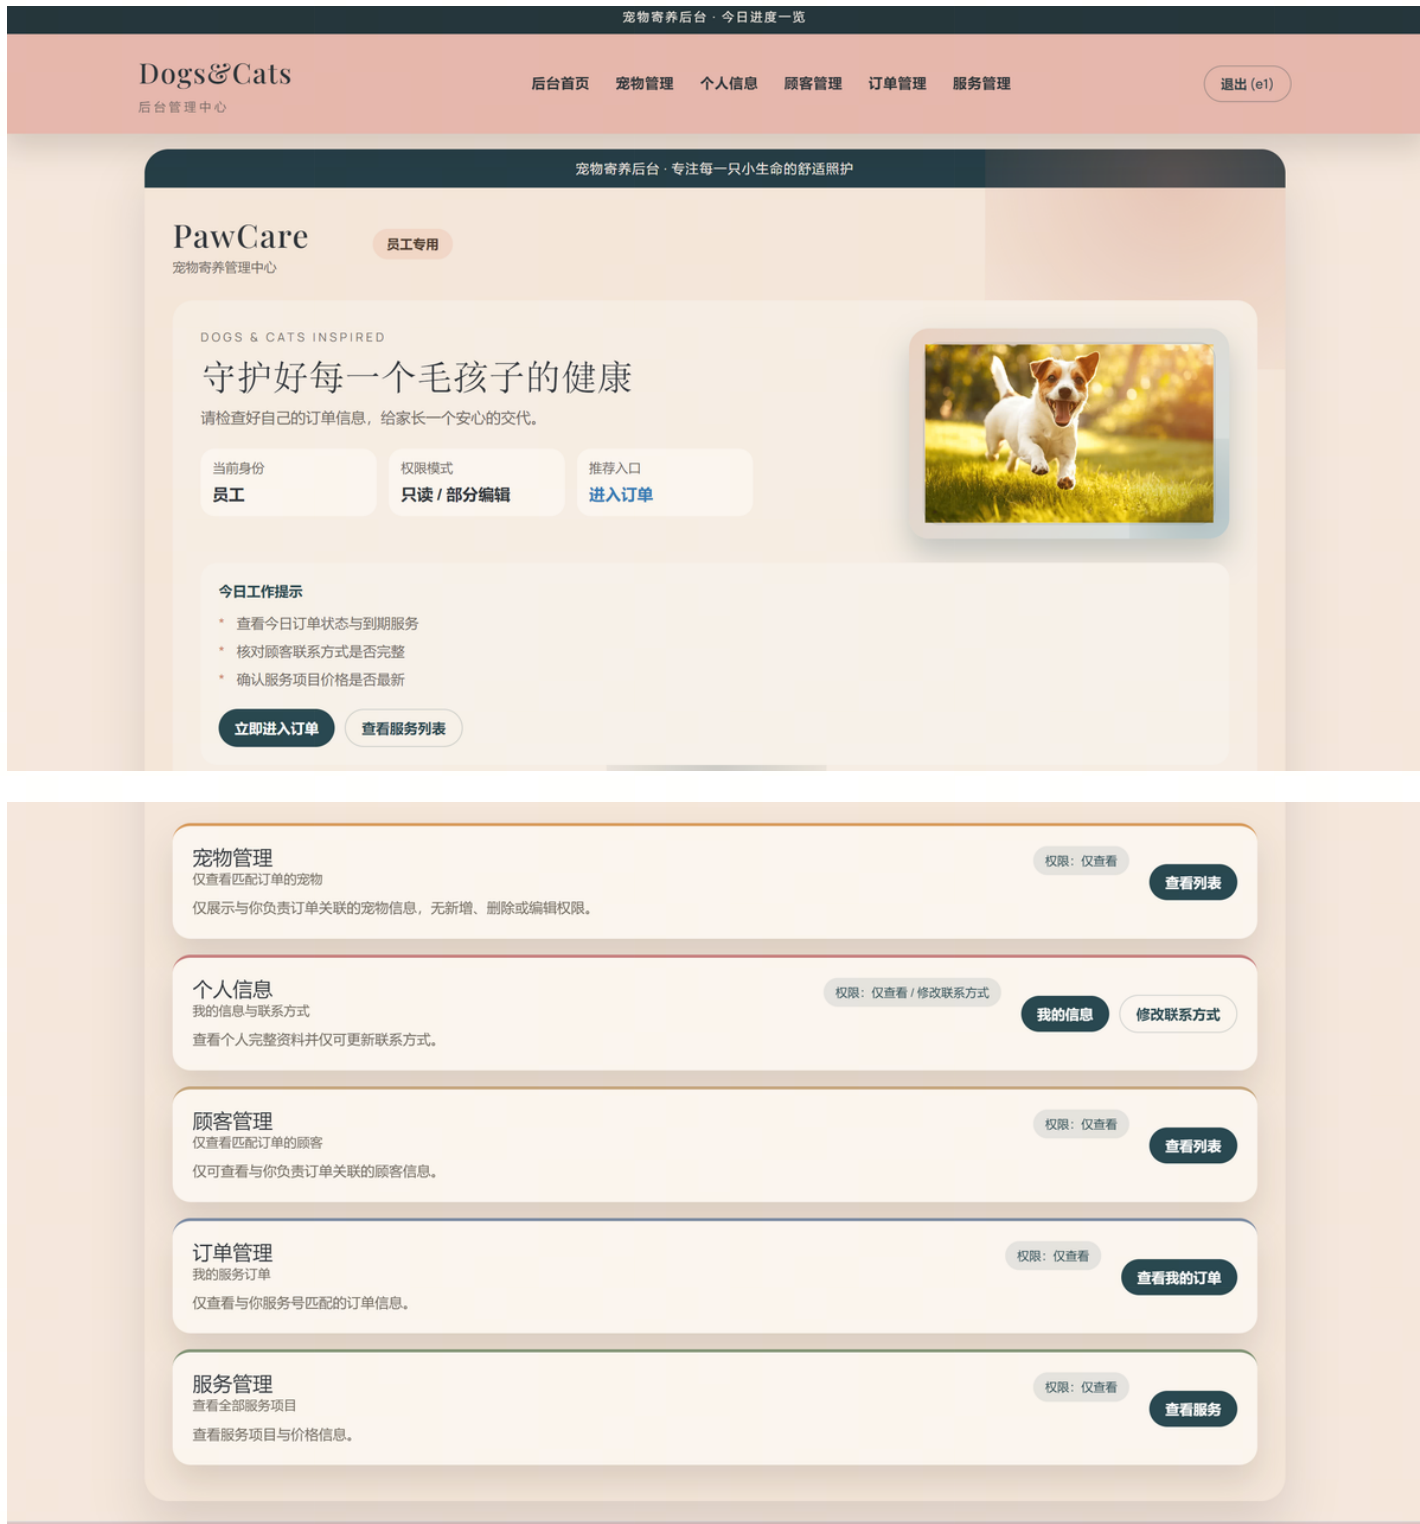 宠物寄养后台 · 今日进度一览
Dogs&Cats
后台管理中心
后台首页 宠物管理 个人信息 顾客管理 订单管理 服务管理
退出 (e1)
宠物寄养后台 · 专注每一只小生命的舒适照护
PawCare
员工专用
宠物寄养管理中心
DOGS & CATS INSPIRED
守护好每一个毛孩子的健康
请检查好自己的订单信息，给家长一个安心的交代。
当前身份
员工
权限模式
只读 / 部分编辑
推荐入口
进入订单
今日工作提示
* 查看今日订单状态与到期服务
* 核对顾客联系方式是否完整
* 确认服务项目价格是否最新
立即进入订单 查看服务列表
宠物管理
仅查看匹配订单的宠物
仅展示与你负责订单关联的宠物信息，无新增、删除或编辑权限。
权限：仅查看
查看列表
个人信息
我的信息与联系方式
查看个人完整资料并仅可更新联系方式。
权限：仅查看 / 修改联系方式
我的信息 修改联系方式
顾客管理
仅查看匹配订单的顾客
仅可查看与你负责订单关联的顾客信息。
权限：仅查看
查看列表
订单管理
我的服务订单
仅查看与你服务号匹配的订单信息。
权限：仅查看
查看我的订单
服务管理
查看全部服务项目
查看服务项目与价格信息。
权限：仅查看
查看服务